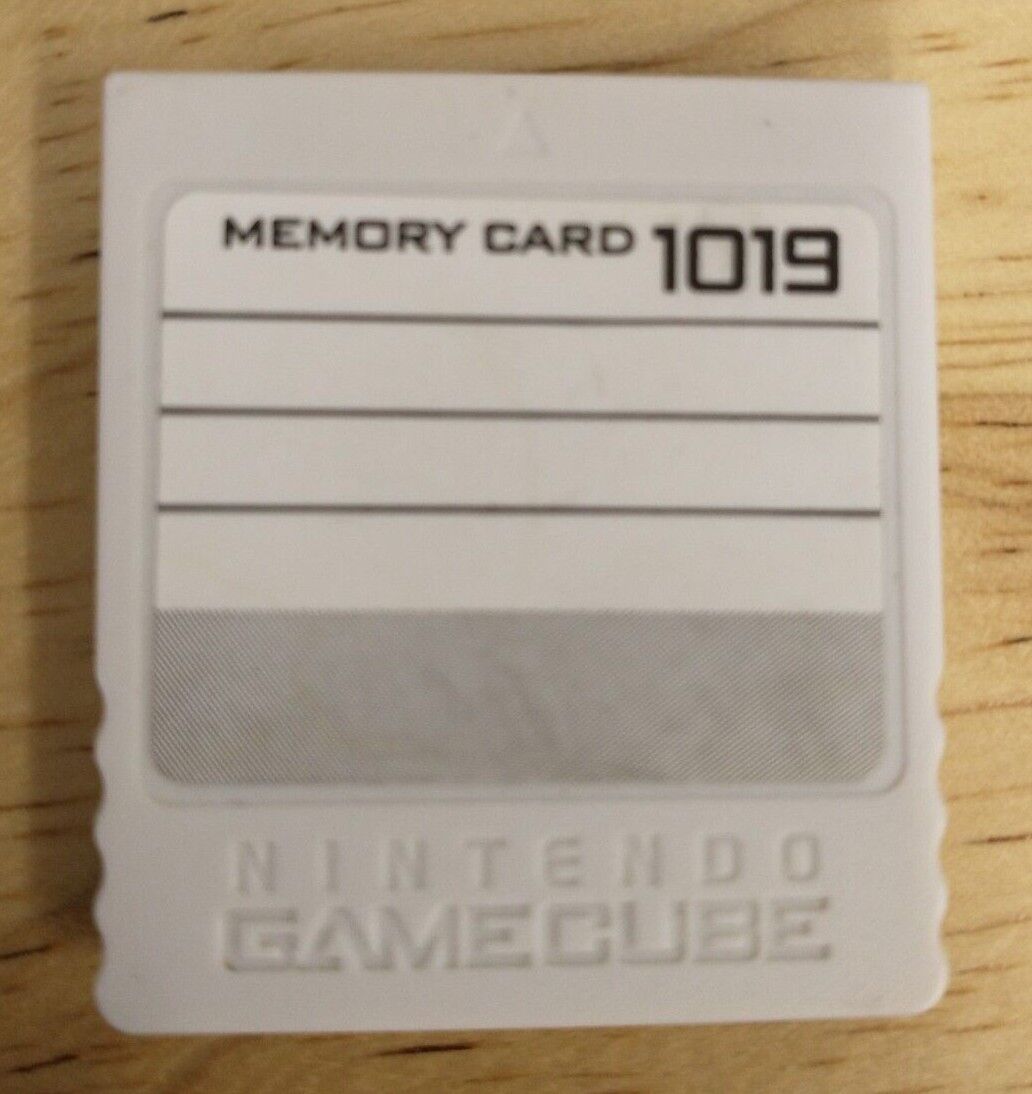 MEMORY CARD 1019
NINTENDO
GAMECUBE